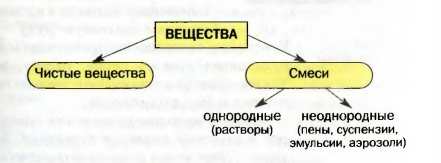 ВЕЩЕСТВА
Чистые вещества
Смеси
однородные
(растворы)
неоднородные
(пены, суспензии,
эмульсии, аэрозоли)